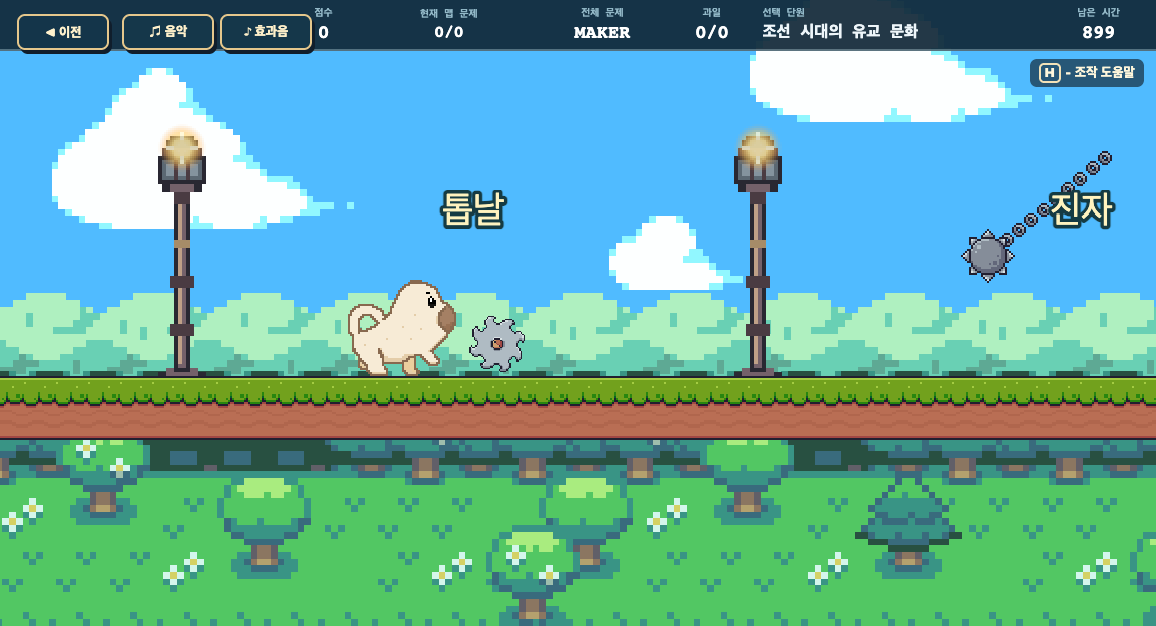 ◀ 이전
♫ 음악
♪ 효과음
점수
0
현재 맵 문제
0/0
전체 문제
MAKER
과일
0/0
선택 단원
조선 시대의 유교 문화
남은 시간
899
H - 조작 도움말
톱날
진자